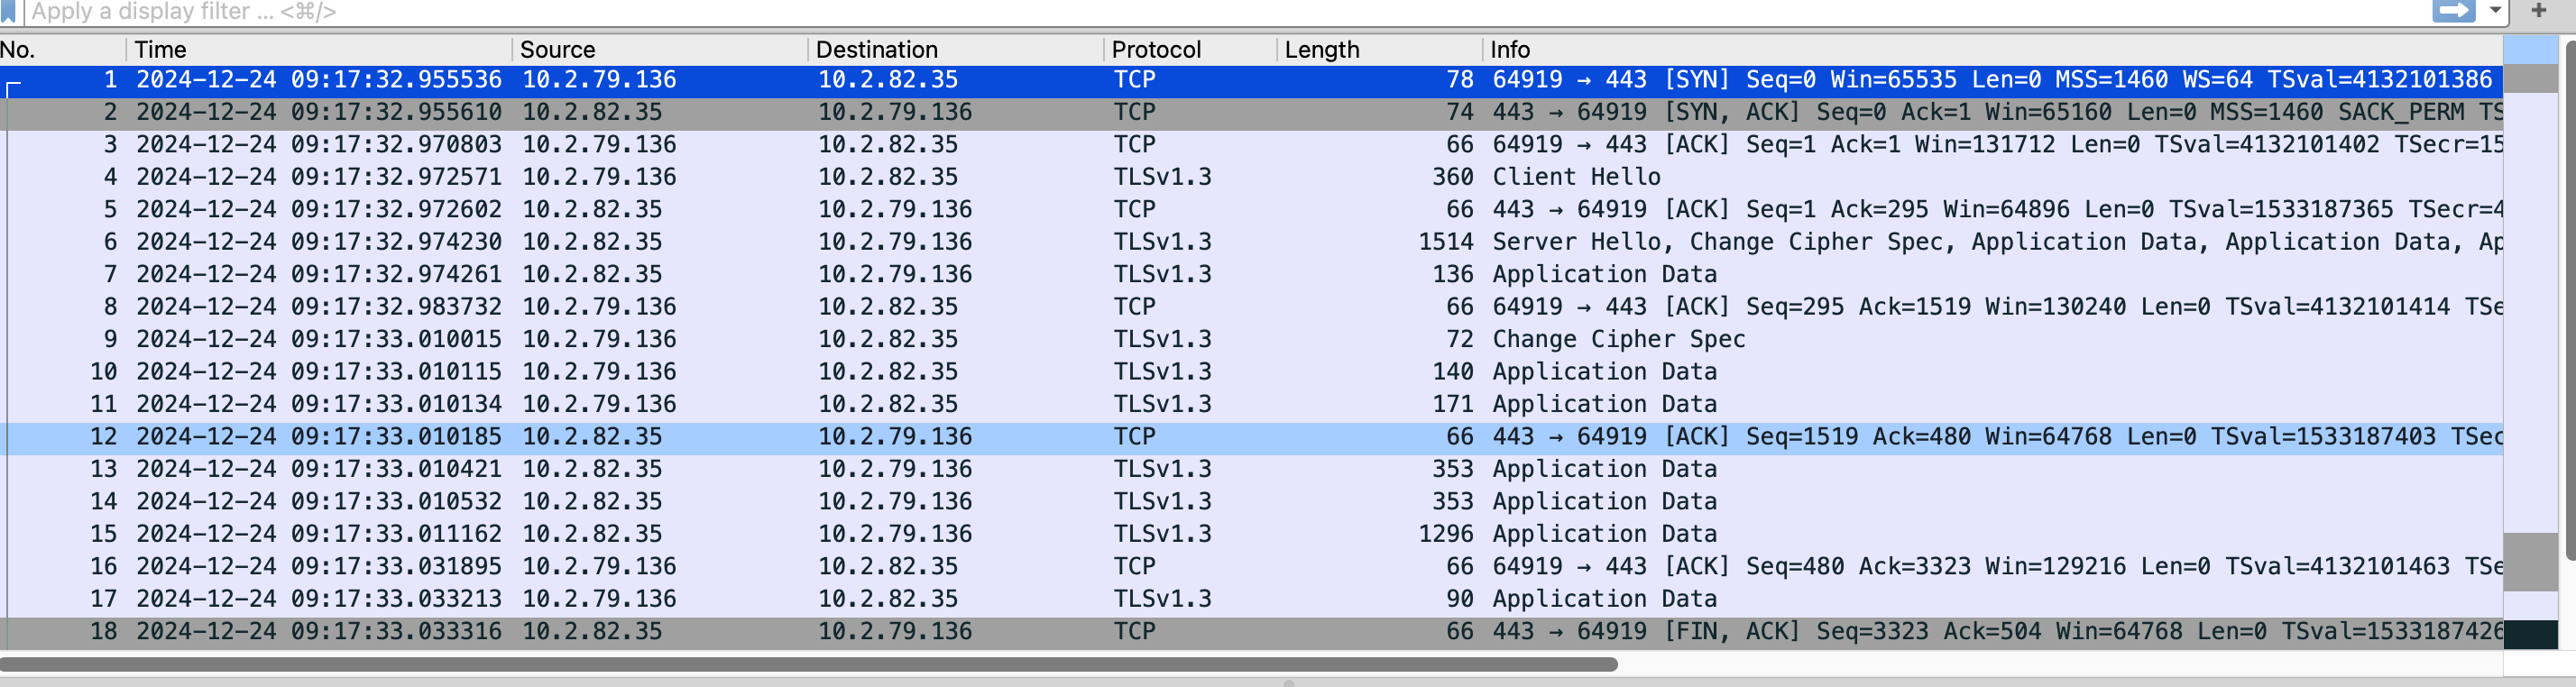 Apply a display filter ... <⌘/>
No. Time Source Destination Protocol Length Info
1 2024-12-24 09:17:32.955536 10.2.79.136 10.2.82.35 TCP 78 64919 → 443 [SYN] Seq=0 Win=65535 Len=0 MSS=1460 WS=64 TSval=4132101386
2 2024-12-24 09:17:32.955610 10.2.82.35 10.2.79.136 TCP 74 443 → 64919 [SYN, ACK] Seq=0 Ack=1 Win=65160 Len=0 MSS=1460 SACK_PERM TS
3 2024-12-24 09:17:32.970803 10.2.79.136 10.2.82.35 TCP 66 64919 → 443 [ACK] Seq=1 Ack=1 Win=131712 Len=0 TSval=4132101402 TSecr=15
4 2024-12-24 09:17:32.972571 10.2.79.136 10.2.82.35 TLSv1.3 360 Client Hello
5 2024-12-24 09:17:32.972602 10.2.82.35 10.2.79.136 TCP 66 443 → 64919 [ACK] Seq=1 Ack=295 Win=64896 Len=0 TSval=1533187365 TSecr=4
6 2024-12-24 09:17:32.974230 10.2.82.35 10.2.79.136 TLSv1.3 1514 Server Hello, Change Cipher Spec, Application Data, Application Data, Ap
7 2024-12-24 09:17:32.974261 10.2.82.35 10.2.79.136 TLSv1.3 136 Application Data
8 2024-12-24 09:17:32.983732 10.2.79.136 10.2.82.35 TCP 66 64919 → 443 [ACK] Seq=295 Ack=1519 Win=130240 Len=0 TSval=4132101414 TSe
9 2024-12-24 09:17:33.010015 10.2.79.136 10.2.82.35 TLSv1.3 72 Change Cipher Spec
10 2024-12-24 09:17:33.010115 10.2.79.136 10.2.82.35 TLSv1.3 140 Application Data
11 2024-12-24 09:17:33.010134 10.2.79.136 10.2.82.35 TLSv1.3 171 Application Data
12 2024-12-24 09:17:33.010185 10.2.82.35 10.2.79.136 TCP 66 443 → 64919 [ACK] Seq=1519 Ack=480 Win=64768 Len=0 TSval=1533187403 TSec
13 2024-12-24 09:17:33.010421 10.2.82.35 10.2.79.136 TLSv1.3 353 Application Data
14 2024-12-24 09:17:33.010532 10.2.82.35 10.2.79.136 TLSv1.3 353 Application Data
15 2024-12-24 09:17:33.011162 10.2.82.35 10.2.79.136 TLSv1.3 1296 Application Data
16 2024-12-24 09:17:33.031895 10.2.79.136 10.2.82.35 TCP 66 64919 → 443 [ACK] Seq=480 Ack=3323 Win=129216 Len=0 TSval=4132101463 TSe
17 2024-12-24 09:17:33.033213 10.2.79.136 10.2.82.35 TLSv1.3 90 Application Data
18 2024-12-24 09:17:33.033316 10.2.82.35 10.2.79.136 TCP 66 443 → 64919 [FIN, ACK] Seq=3323 Ack=504 Win=64768 Len=0 TSval=1533187426